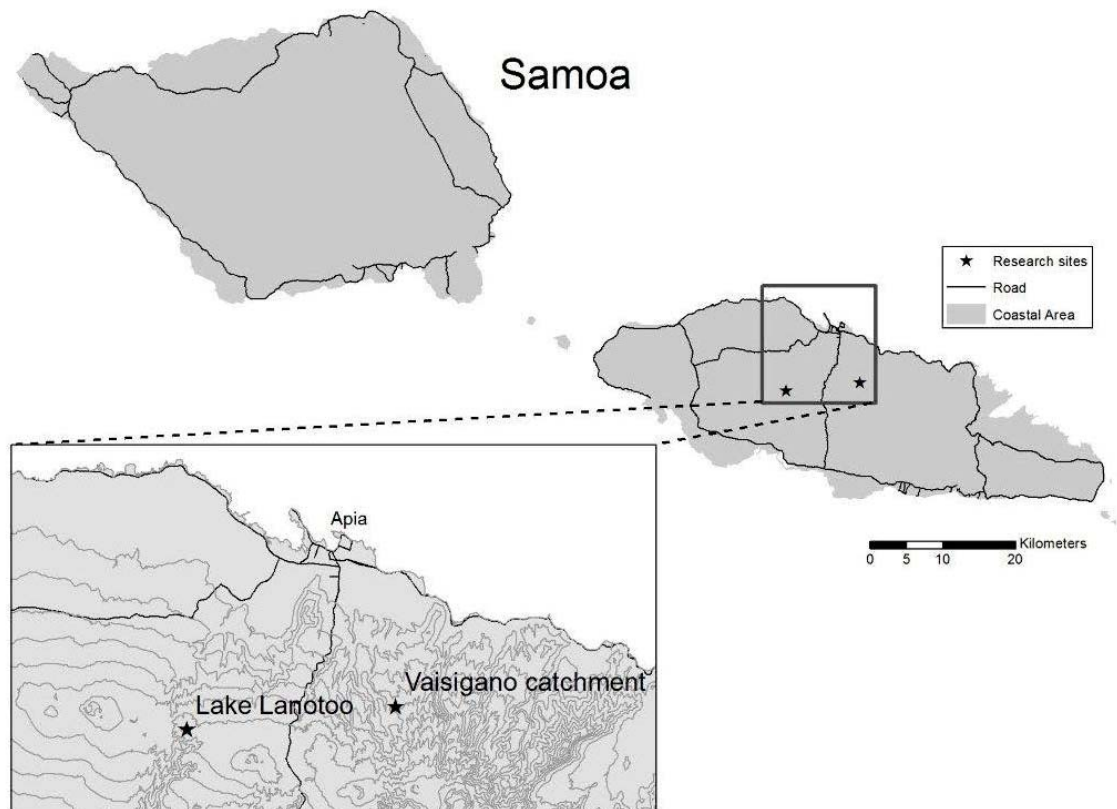 Samoa
Research sites
Road
Coastal Area
Apia
Kilometers
0 5 10 20
Vaisigano catchment
Lake Lanotoo